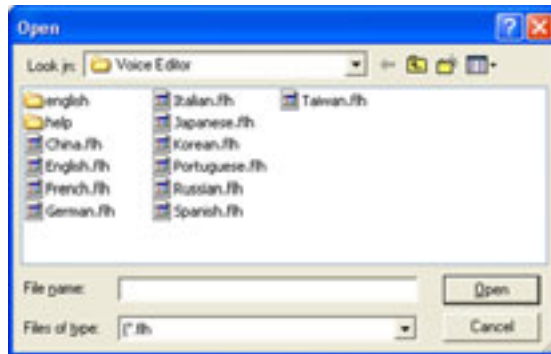 Open
Look in: Voice Editor
english
help
China.flh
English.flh
French.flh
German.flh
Italian.flh
Japanese.flh
Korean.flh
Portuguese.flh
Russian.flh
Spanish.flh
Taiwan.flh
File name:
Open
Files of type: (*.flh
Cancel